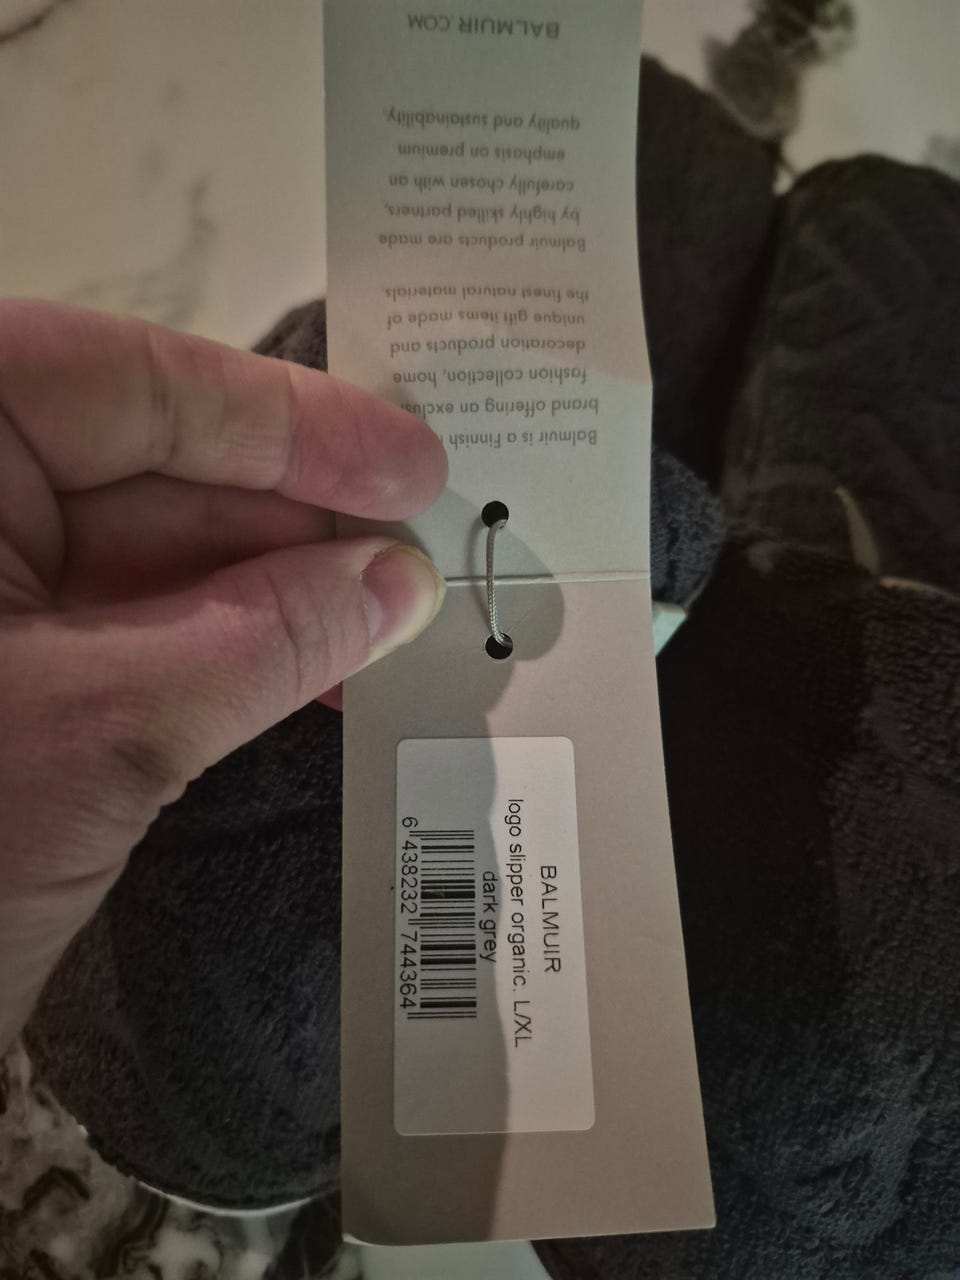 BALMUIR.COM
Balmuir is a Finnish
brand offering an
fashion collection, home
decoration products and
unique gift items made of
the finest natural materials.
Balmuir products are made
by highly skilled partners,
carefully chosen with an
emphasis on premium
quality and sustainability.
BALMUIR
logo slipper organic. L/XL
dark grey
6 438232 744364